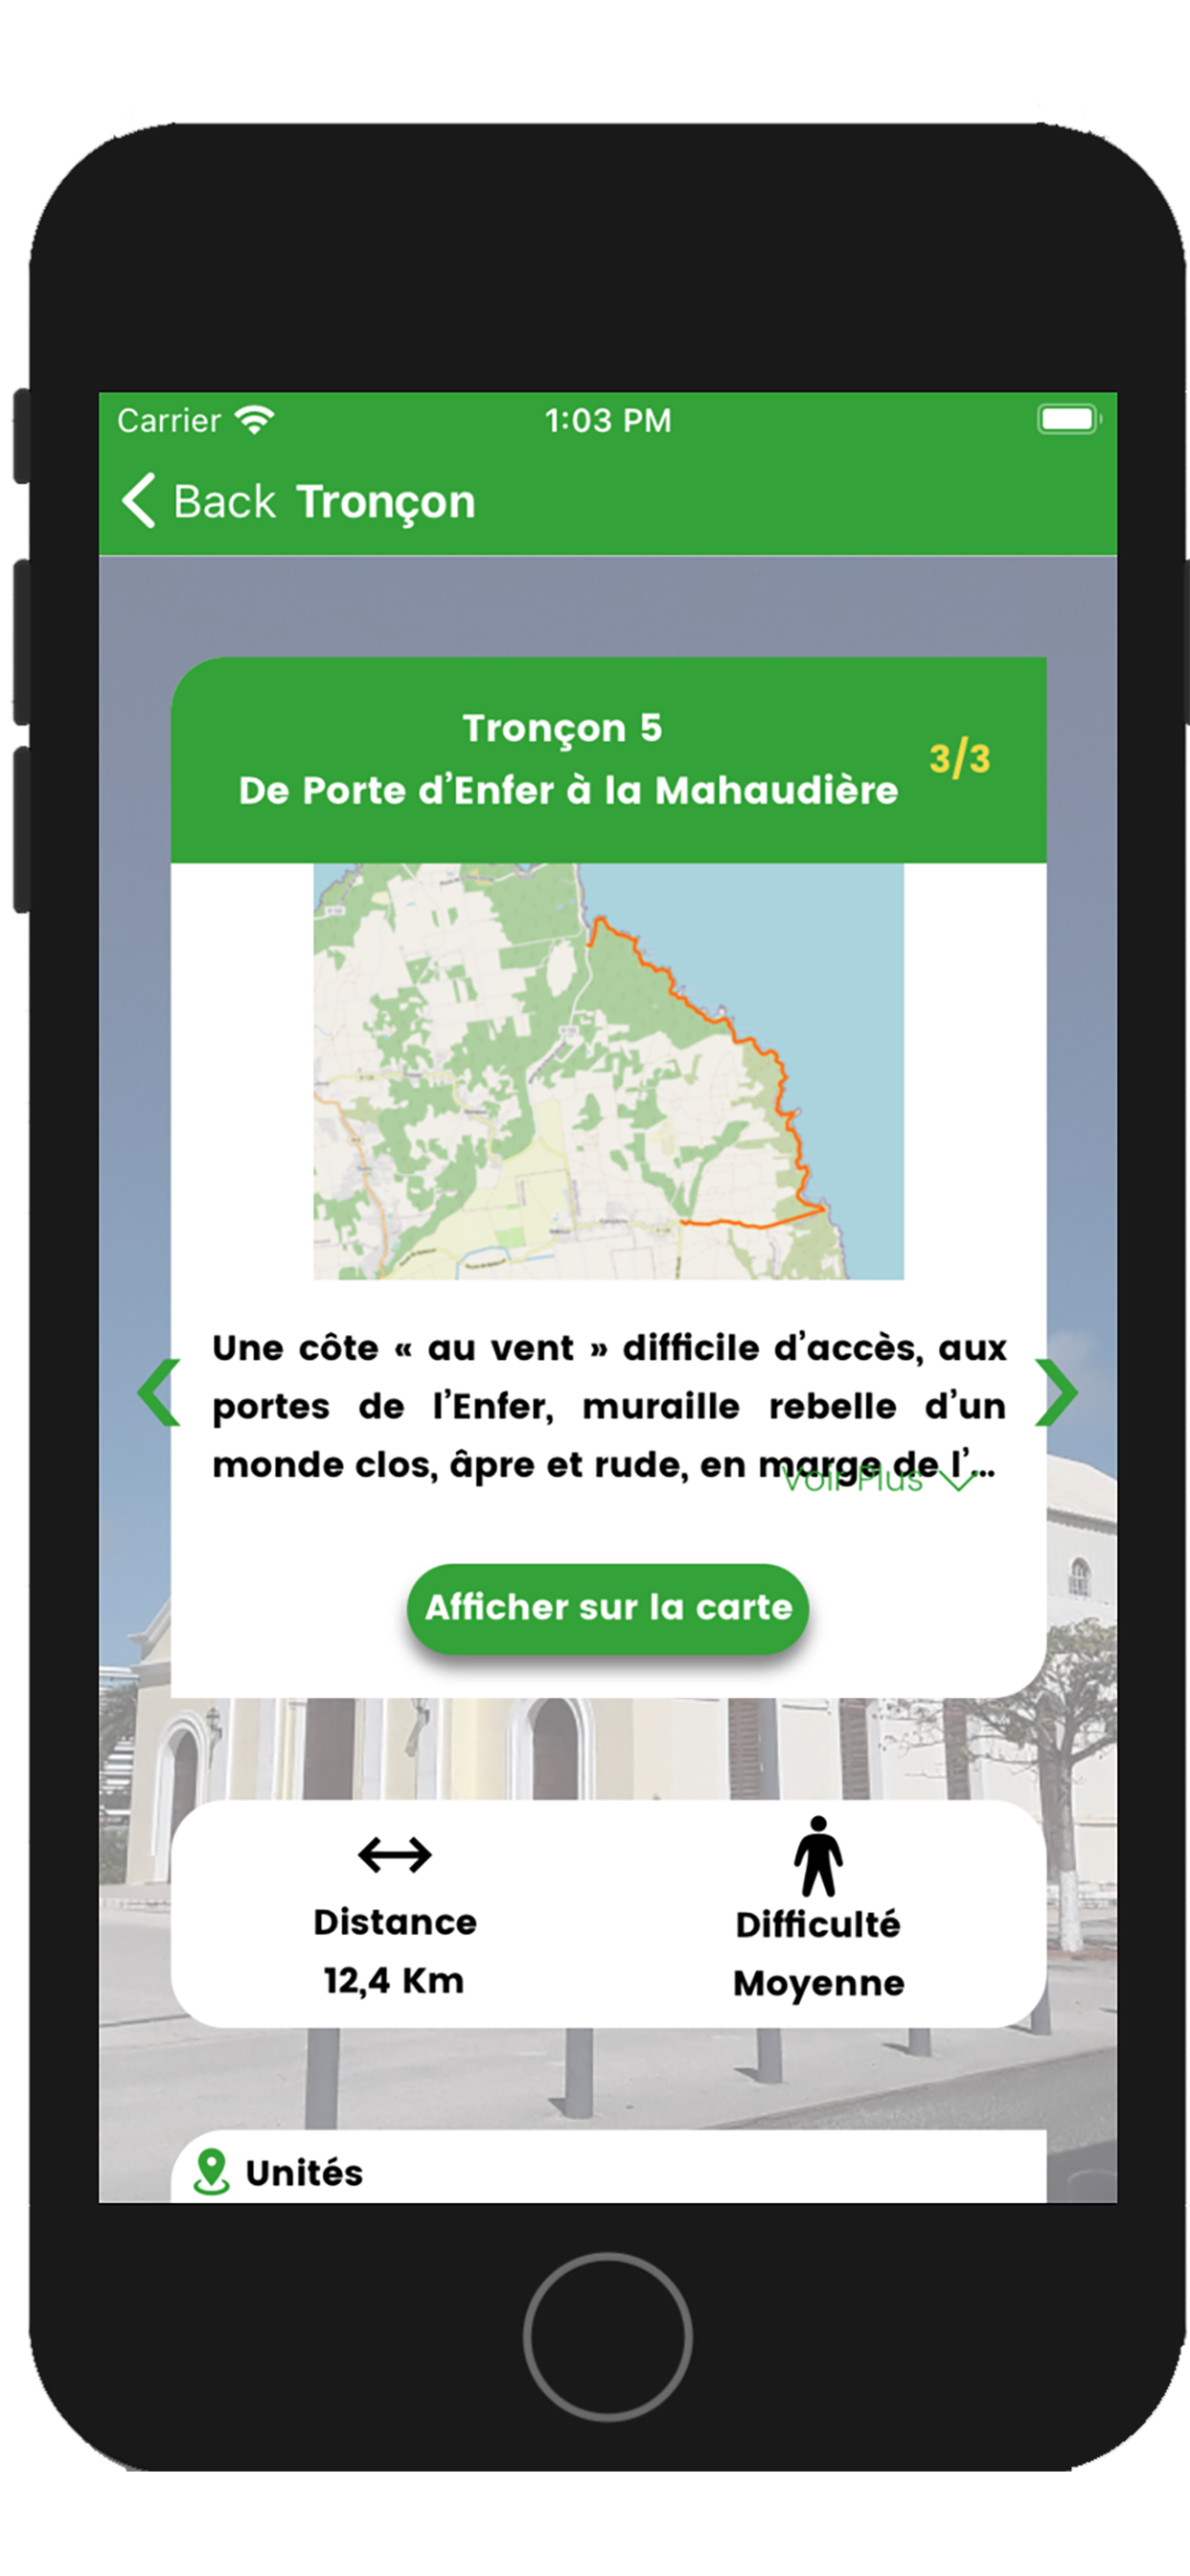 Carrier
1:03 PM
Back Tronçon
Tronçon 5
De Porte d’Enfer à la Mahaudière
3/3
Une côte « au vent » difficile d’accès, aux
portes de l’Enfer, muraille rebelle d’un
monde clos, âpre et rude, en marge de l’...
Voir Plus
Afficher sur la carte
Distance
12,4 Km
Difficulté
Moyenne
Unités